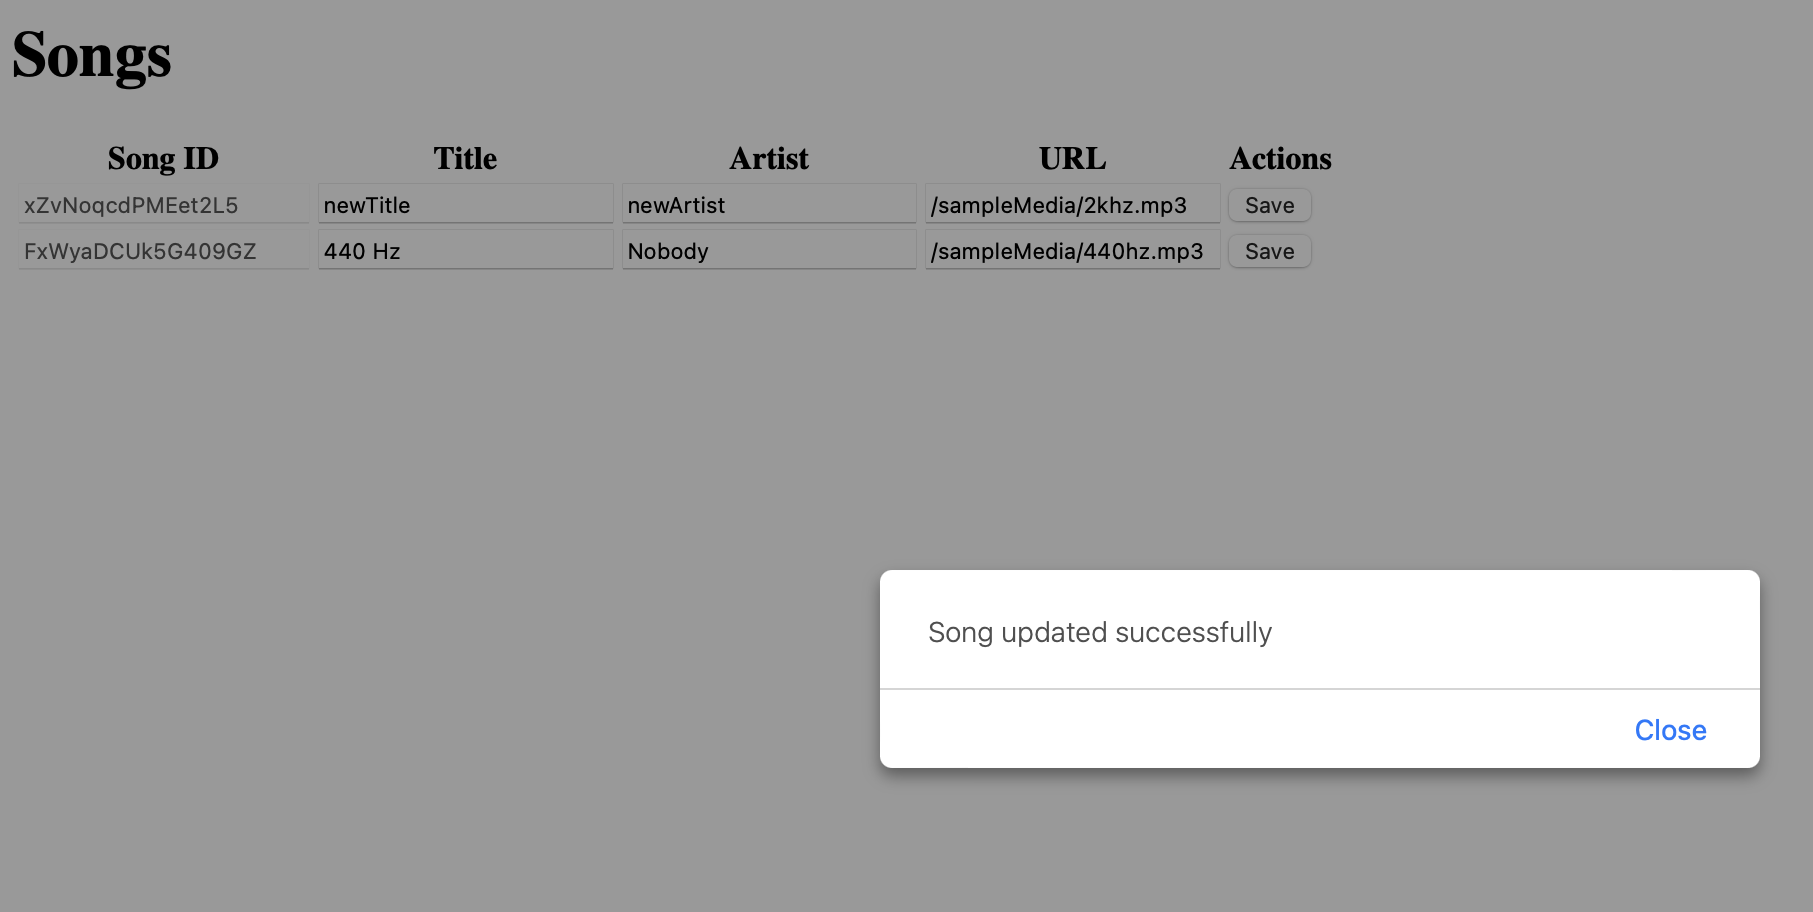 Songs
Song ID Title Artist URL Actions
xZvNoqcdPMEet2L5 newTitle newArtist /sampleMedia/2khz.mp3 Save
FxWyaDCUk5G409GZ 440 Hz Nobody /sampleMedia/440hz.mp3 Save
Song updated successfully
Close